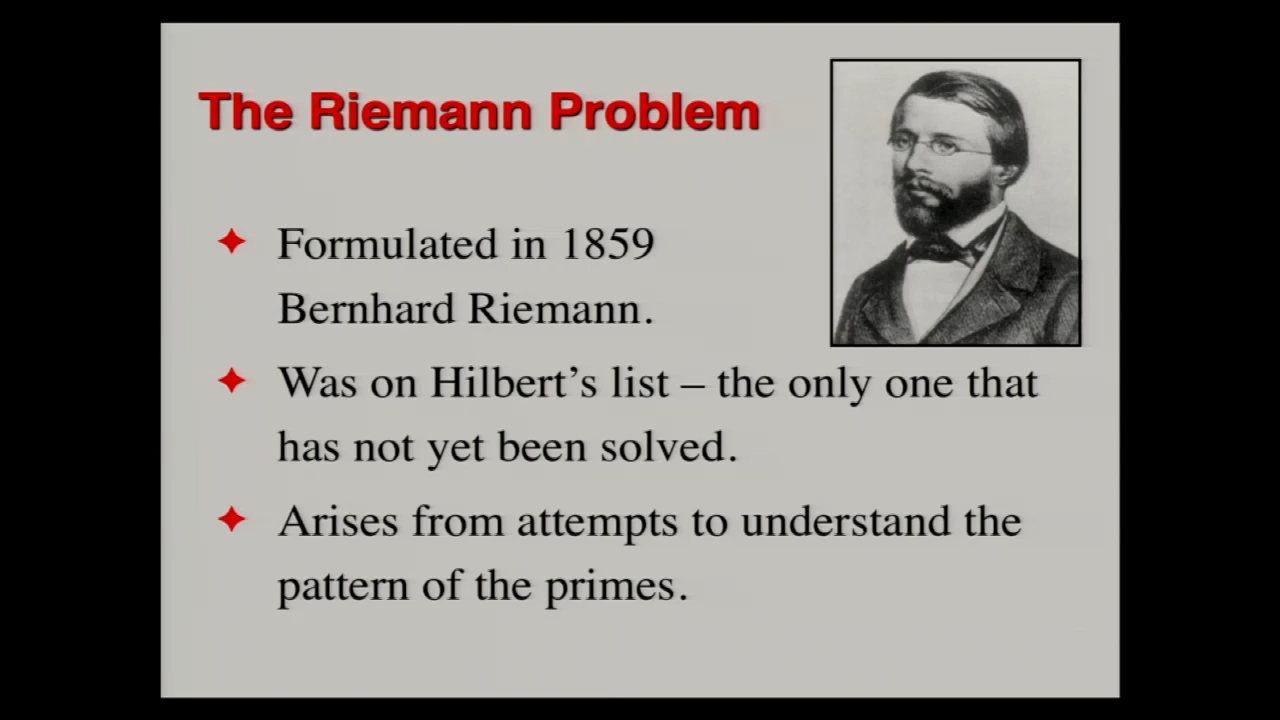 The Riemann Problem
Formulated in 1859
Bernhard Riemann.
Was on Hilbert’s list – the only one that
has not yet been solved.
Arises from attempts to understand the
pattern of the primes.